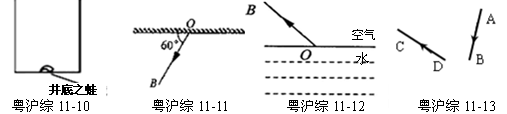 井底之蛙
粤沪综 11-10
O
60°
B
粤沪综 11-11
B
空气
O
水
粤沪综 11-12
A
C
D
B
粤沪综 11-13